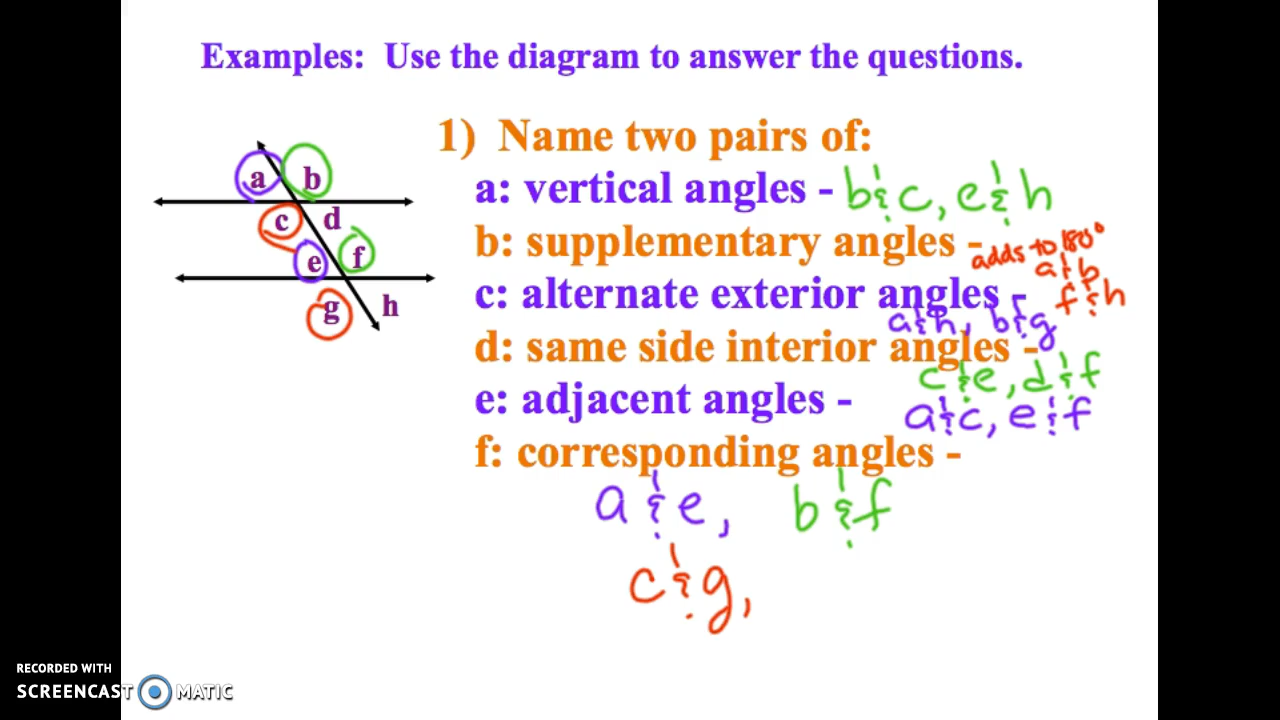 Examples: Use the diagram to answer the questions.
1) Name two pairs of:
a: vertical angles - b & c, e & h
b: supplementary angles - adds to 180°
a & b
f & h
c: alternate exterior angles -
a & h, b & g
d: same side interior angles -
c & e, d & f
e: adjacent angles - a & c, e & f
f: corresponding angles -
a & e, b & f
c & g,
a b
c d
e f
g h
RECORDED WITH
SCREENCAST MATIC